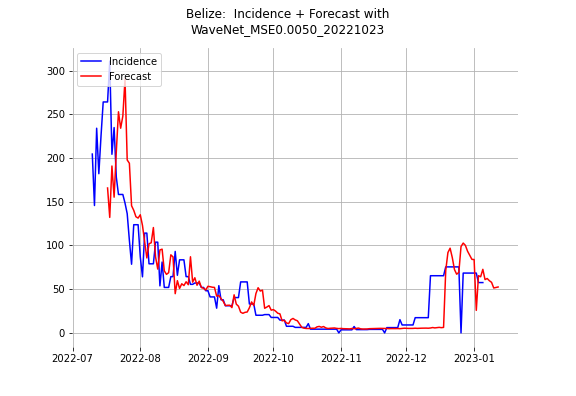 Belize:  Incidence + Forecast with
WaveNet_MSE0.0050_20221023
Incidence
Forecast
300
250
200
150
100
50
0
2022-07 2022-08 2022-09 2022-10 2022-11 2022-12 2023-01